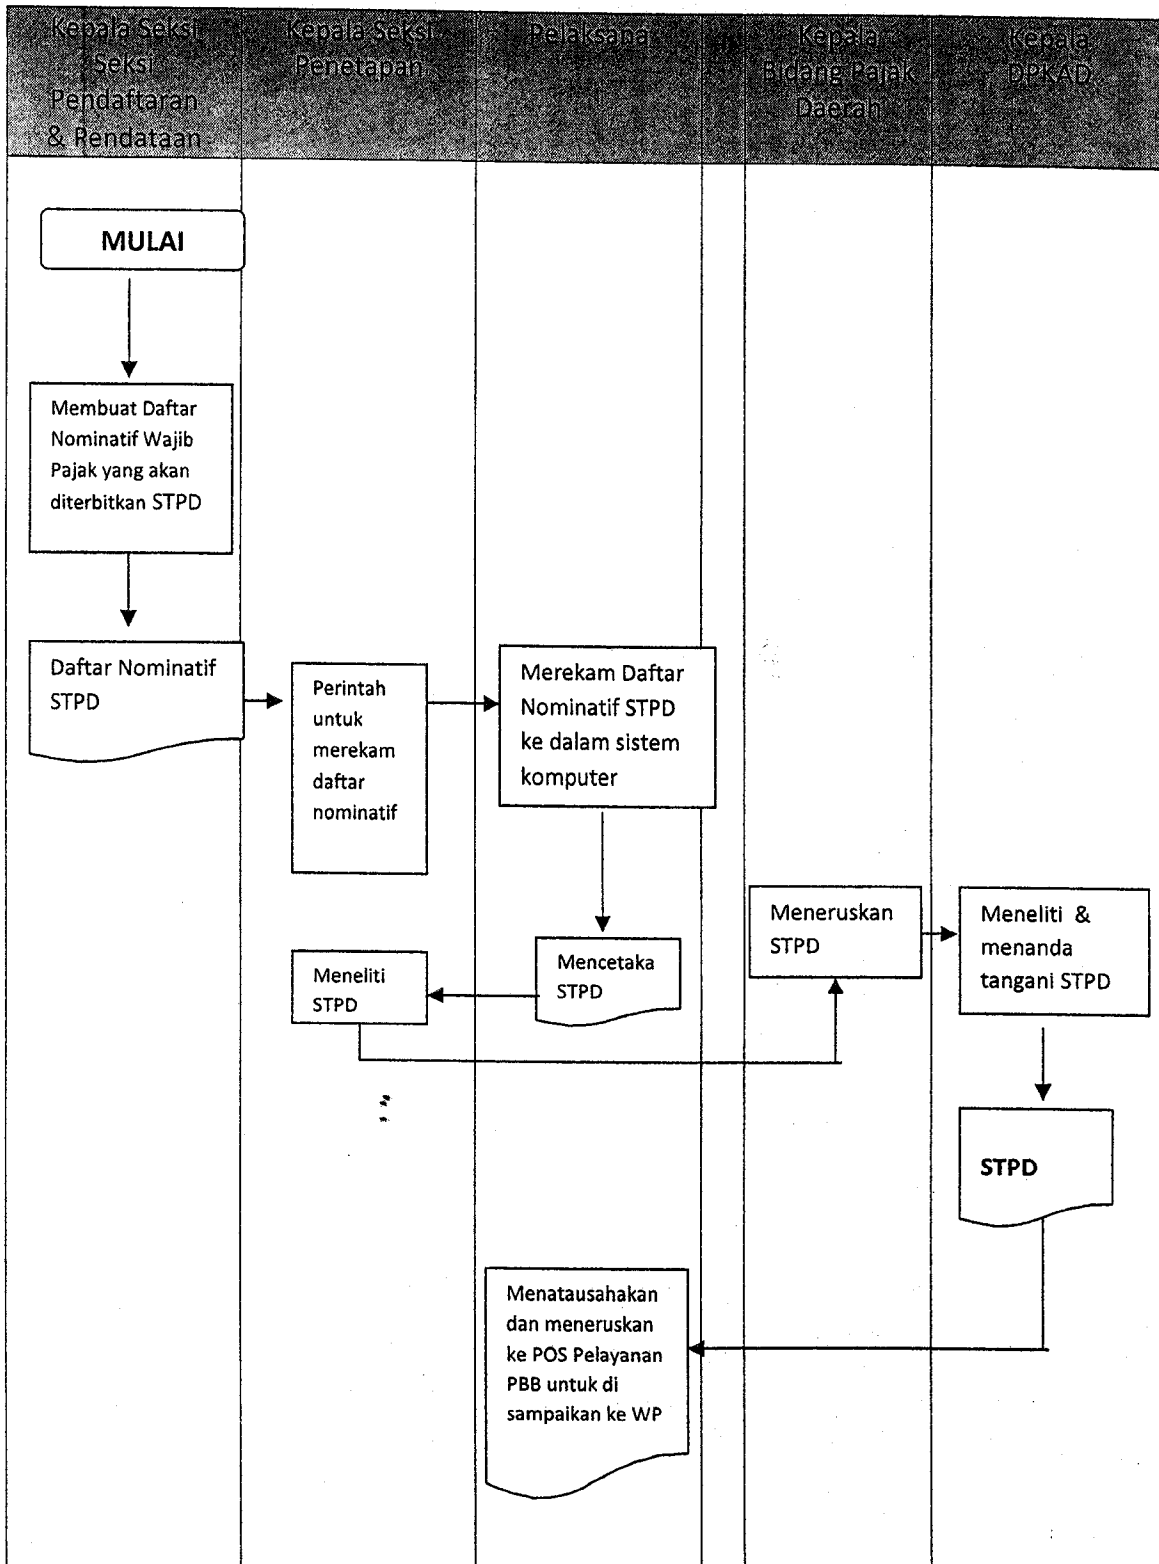 Kepala Seksi
Seksi
Pendaftaran
& Pendataan
Kepala Seksi
Penetapan
Pelaksana
Kepala
Bidang Pajak
Daerah
Kepala
DPKAD
MULAI
Membuat Daftar
Nominatif Wajib
Pajak yang akan
diterbitkan STPD
Daftar Nominatif
STPD
Perintah
untuk
merekam
daftar
nominatif
Merekam Daftar
Nominatif STPD
ke dalam sistem
komputer
Meneliti
STPD
Mencetaka
STPD
Meneruskan
STPD
Meneliti &
menanda
tangani STPD
STPD
Menatausahakan
dan meneruskan
ke POS Pelayanan
PBB untuk di
sampaikan ke WP